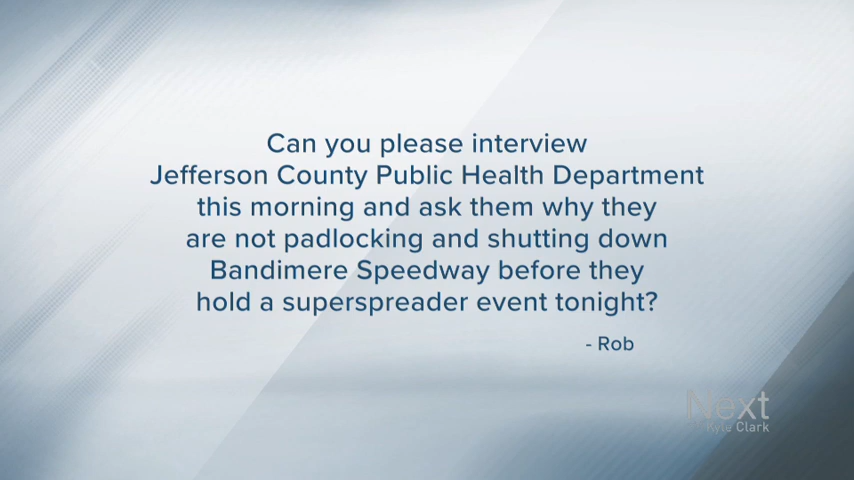 Can you please interview
Jefferson County Public Health Department
this morning and ask them why they
are not padlocking and shutting down
Bandimere Speedway before they
hold a superspreader event tonight?
- Rob
Next
Kyle Clark